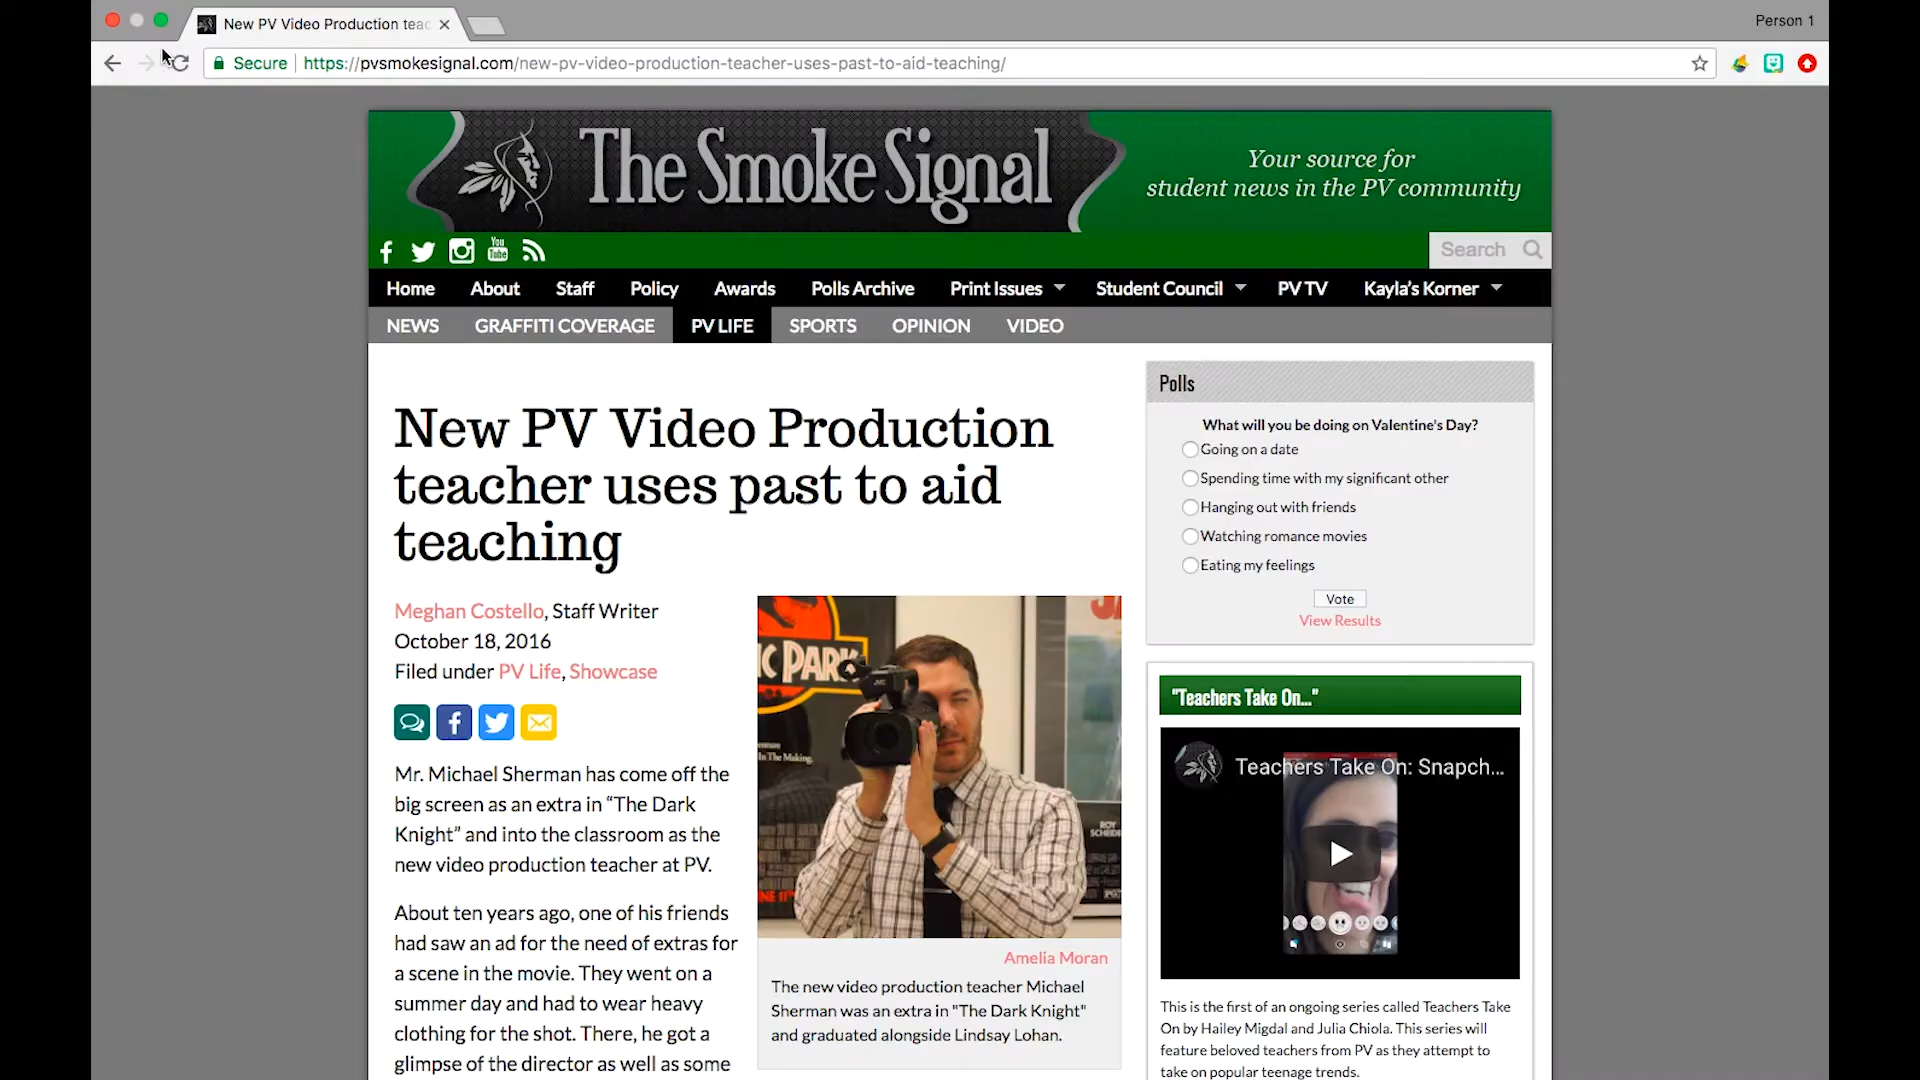 New PV Video Production teac
Person 1
Secure
https://pvsmokesignal.com/new-pv-video-production-teacher-uses-past-to-aid-teaching/
The Smoke Signal
Your source for
student news in the PV community
You
Tube
Search
Home About Staff Policy Awards Polls Archive Print Issues Student Council PV TV Kayla's Korner
NEWS GRAFFITI COVERAGE PV LIFE SPORTS OPINION VIDEO
New PV Video Production
teacher uses past to aid
teaching
Meghan Costello, Staff Writer
October 18, 2016
Filed under PV Life, Showcase
Mr. Michael Sherman has come off the
big screen as an extra in “The Dark
Knight” and into the classroom as the
new video production teacher at PV.
About ten years ago, one of his friends
had saw an ad for the need of extras for
a scene in the movie. They went on a
summer day and had to wear heavy
clothing for the shot. There, he got a
glimpse of the director as well as some
IC PARK
In The Making.
JVC
ROY
Amelia Moran
The new video production teacher Michael
Sherman was an extra in "The Dark Knight"
and graduated alongside Lindsay Lohan.
Polls
What will you be doing on Valentine's Day?
Going on a date
Spending time with my significant other
Hanging out with friends
Watching romance movies
Eating my feelings
Vote
View Results
"Teachers Take On..."
Teachers Take On: Snapch...
This is the first of an ongoing series called Teachers Take
On by Hailey Migdal and Julia Chiola. This series will
feature beloved teachers from PV as they attempt to
take on popular teenage trends.